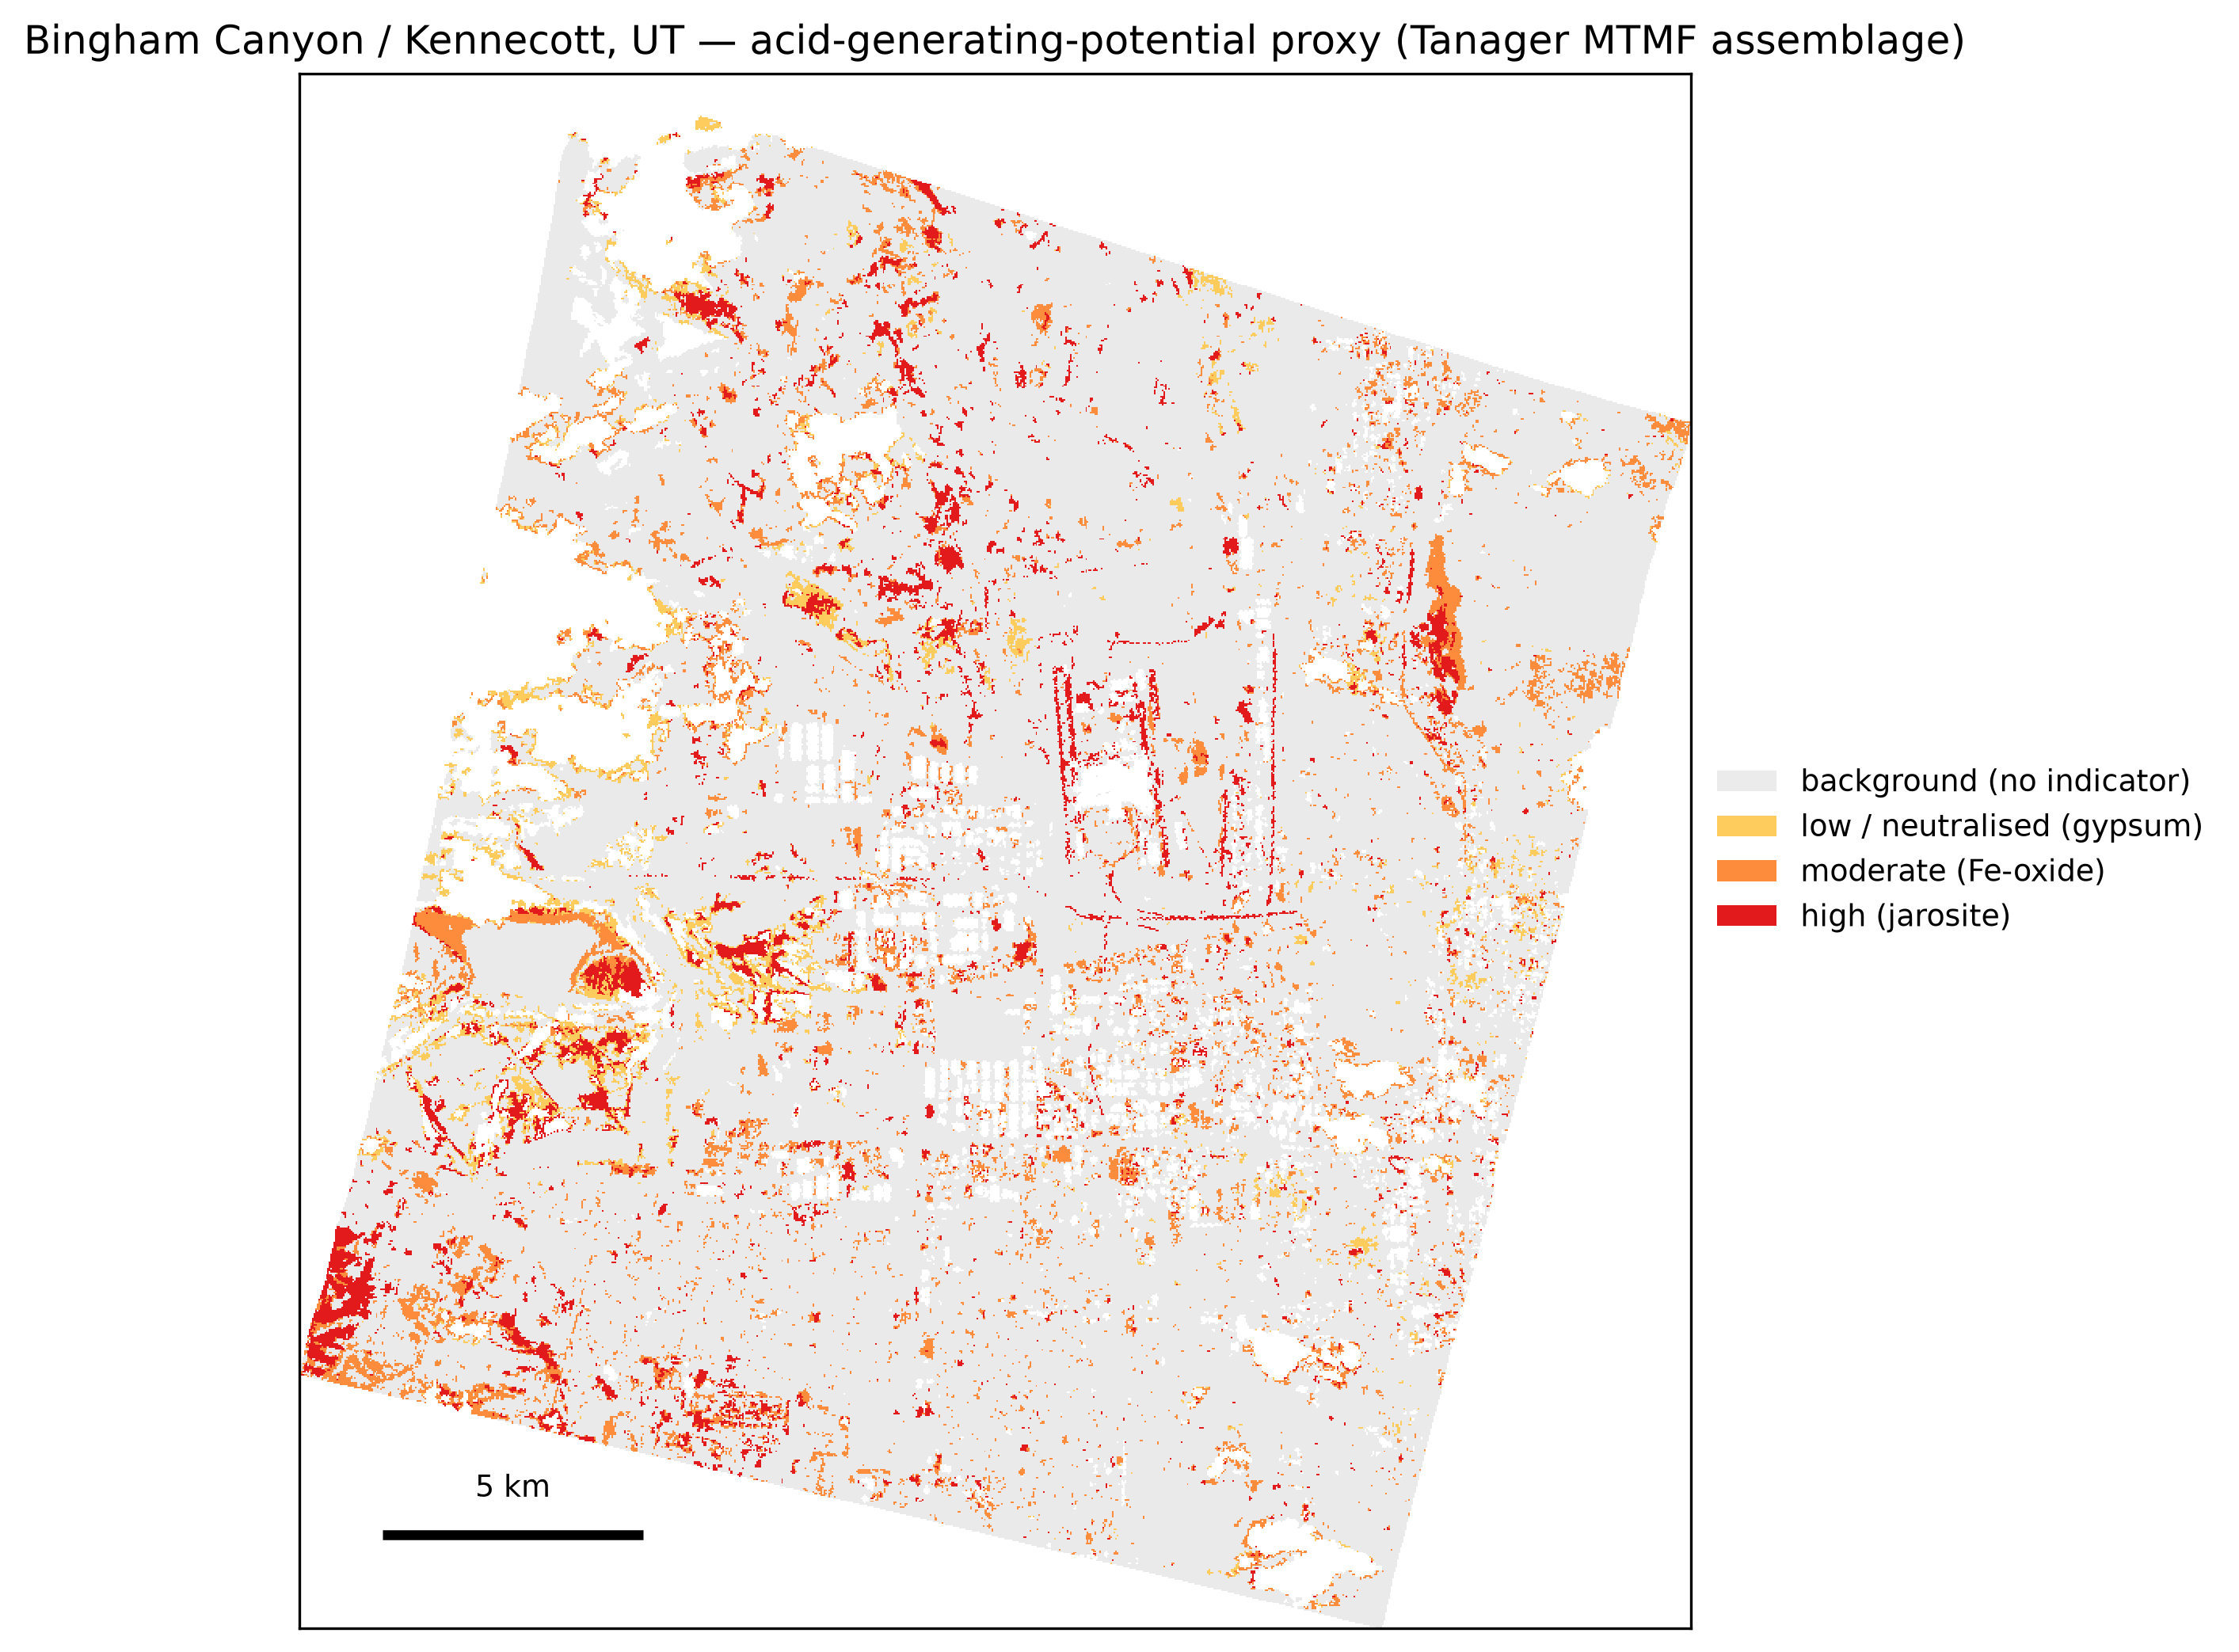 Bingham Canyon / Kennecott, UT — acid-generating-potential proxy (Tanager MTMF assemblage)
background (no indicator)
low / neutralised (gypsum)
moderate (Fe-oxide)
high (jarosite)
5 km